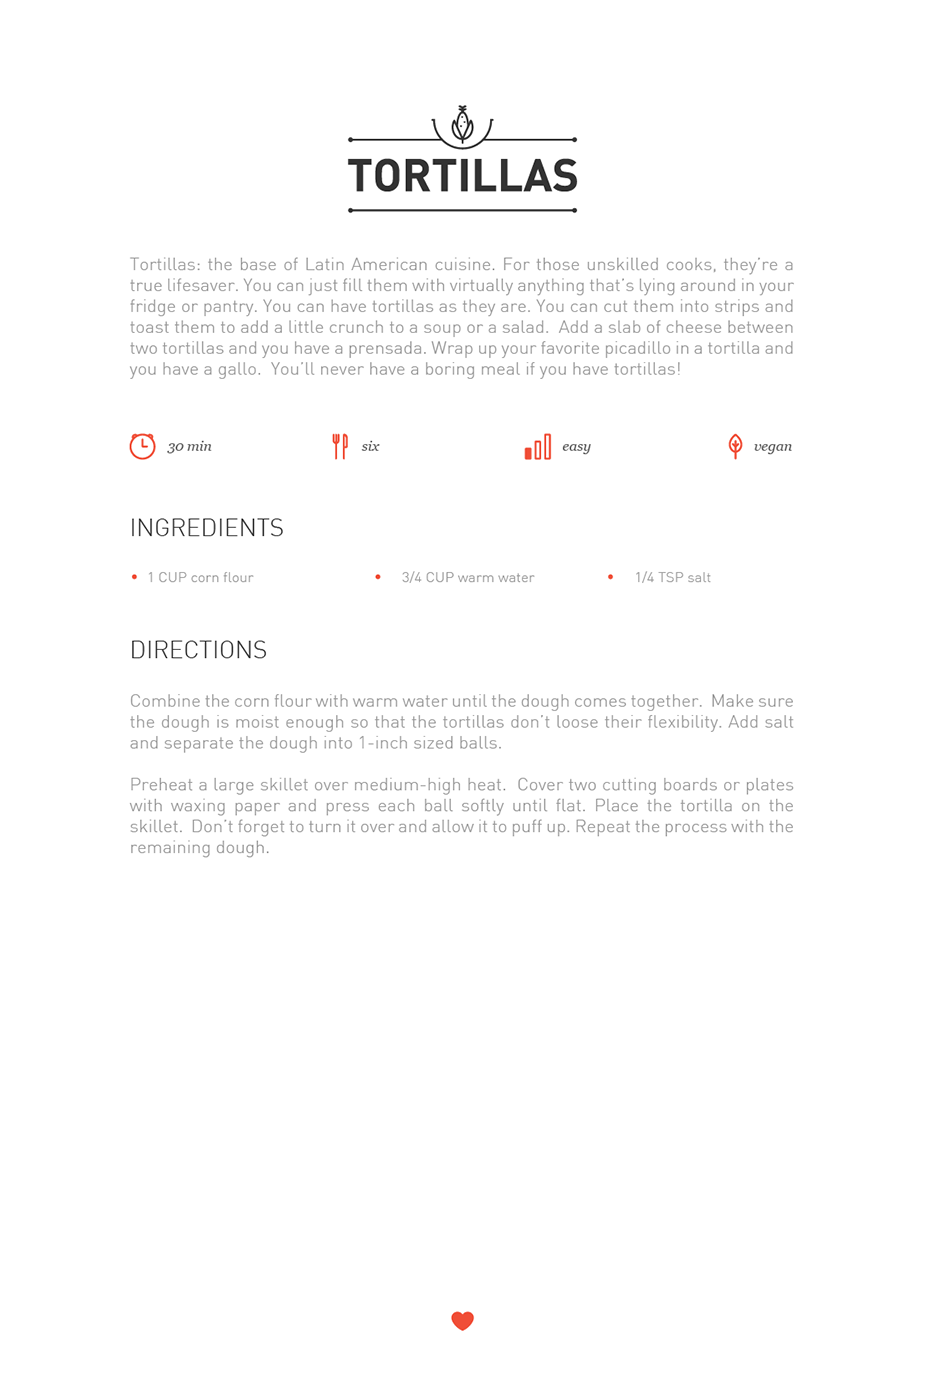 TORTILLAS
Tortillas: the base of Latin American cuisine. For those unskilled cooks, they're a
true lifesaver. You can just fill them with virtually anything that's lying around in your
fridge or pantry. You can have tortillas as they are. You can cut them into strips and
toast them to add a little crunch to a soup or a salad. Add a slab of cheese between
two tortillas and you have a prensada. Wrap up your favorite picadillo in a tortilla and
you have a gallo. You'll never have a boring meal if you have tortillas!
30 min
six
easy
vegan
INGREDIENTS
• 1 CUP corn flour
• 3/4 CUP warm water
• 1/4 TSP salt
DIRECTIONS
Combine the corn flour with warm water until the dough comes together. Make sure
the dough is moist enough so that the tortillas don't loose their flexibility. Add salt
and separate the dough into 1-inch sized balls.
Preheat a large skillet over medium-high heat. Cover two cutting boards or plates
with waxing paper and press each ball softly until flat. Place the tortilla on the
skillet. Don't forget to turn it over and allow it to puff up. Repeat the process with the
remaining dough.